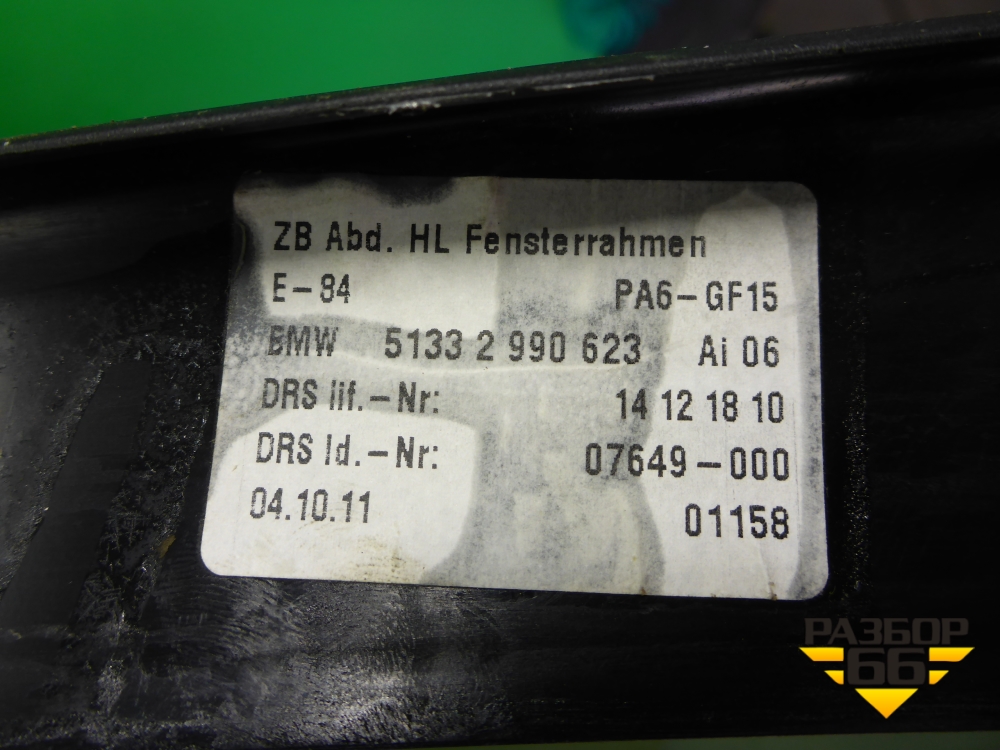 ZB Abd. HL Fensterrahmen
E-84 PA6-GF15
BMW 5133 2 990 623 Ai 06
DRS lif.-Nr: 14 12 18 10
DRS Id.-Nr: 07649-000
04.10.11 01158
РАЗБОР
66